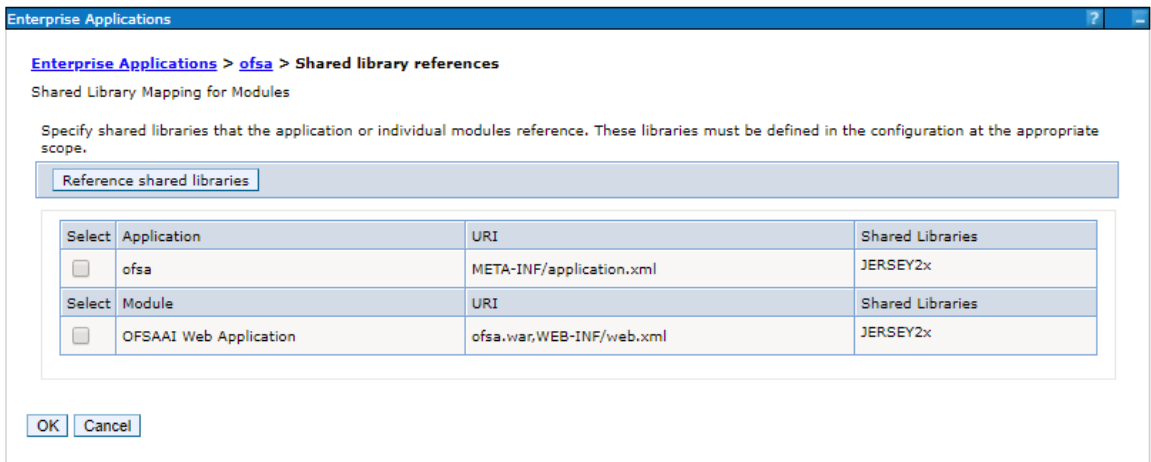 Enterprise Applications ? -
Enterprise Applications > ofsa > Shared library references
Shared Library Mapping for Modules
Specify shared libraries that the application or individual modules reference. These libraries must be defined in the configuration at the appropriate
scope.
Reference shared libraries
Select Application URI Shared Libraries
ofsa META-INF/application.xml JERSEY2x
Select Module URI Shared Libraries
OFSAAI Web Application ofsa.war,WEB-INF/web.xml JERSEY2x
OK Cancel